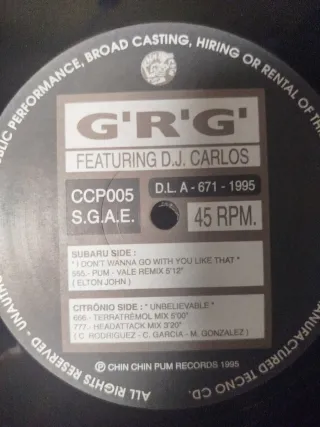 PUBLIC PERFORMANCE, BROAD CASTING, HIRING OR RENTAL OF THIS
G'R'G'
FEATURING D.J. CARLOS
CCP005
S.G.A.E.
D.L. A - 671 - 1995
45 RPM.
SUBARU SIDE :
" I DON'T WANNA GO WITH YOU LIKE THAT "
555.- PUM - VALE REMIX 5'12"
( ELTON JOHN )
CITRÖNIO SIDE : " UNBELIEVABLE "
666.- TERRATRÈMOL MIX 5'00"
777.- HEADATTACK MIX 3'20"
( C. RODRIGUEZ - C. GARCIA - M. GONZALEZ )
℗ CHIN CHIN PUM RECORDS 1995
ALL RIGHTS RESERVED - UNAUTH
MANUFACTURED TECNO CD.